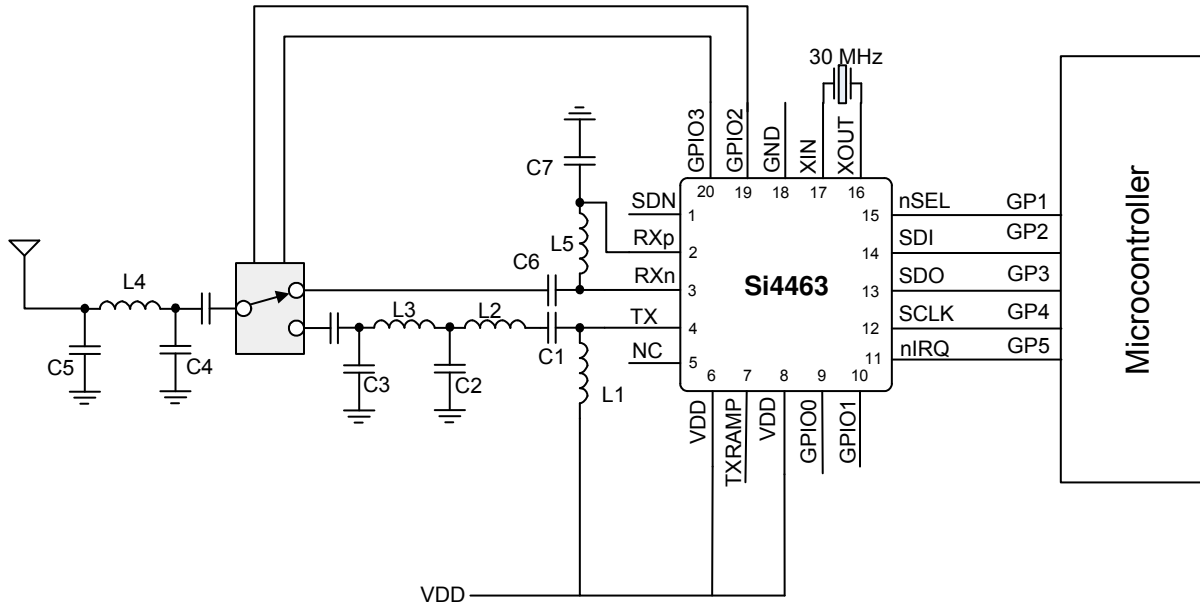 30 MHz
GPIO3
GPIO2
GND
XIN
XOUT
C7
20
19
18
17
16
SDN
1
15
nSEL
GP1
L5
RXp
2
14
SDI
GP2
C6
RXn
3
Si4463
13
SDO
GP3
L4
L3
L2
TX
4
12
SCLK
GP4
C1
NC
5
11
nIRQ
GP5
C5
C4
C3
C2
L1
6
7
8
9
10
VDD
TXRAMP
VDD
GPIO0
GPIO1
Microcontroller
VDD